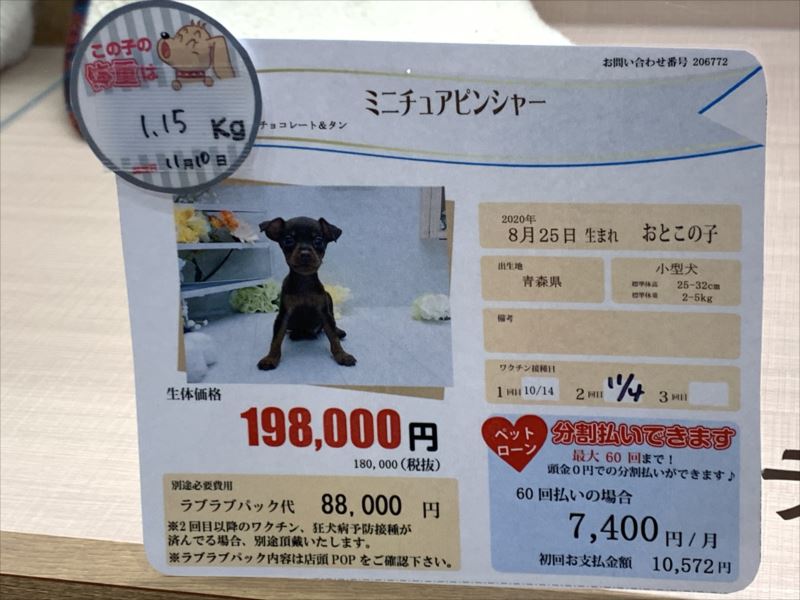 この子の
体重は
1.15 Kg
11月10日
お問い合わせ番号 206772
ミニチュアピンシャー
チョコレート&タン
2020年
8月25日 生まれ おとこの子
出生地
青森県
小型犬
標準体高 25-32cm
標準体重 2-5kg
備考
ワクチン接種日
1回目 10/14 2回目 11/4 3回目
生体価格
198,000円
180,000(税抜)
別途必要費用
ラブラブパック代 88,000 円
※2回目以降のワクチン、狂犬病予防接種が
済んでる場合、別途頂戴いたします。
※ラブラブパック内容は店頭POPをご確認下さい。
ペット
ローン
分割払いできます
最大 60 回まで!
頭金0円での分割払いができます♪
60回払いの場合
7,400円/月
初回お支払金額 10,572円